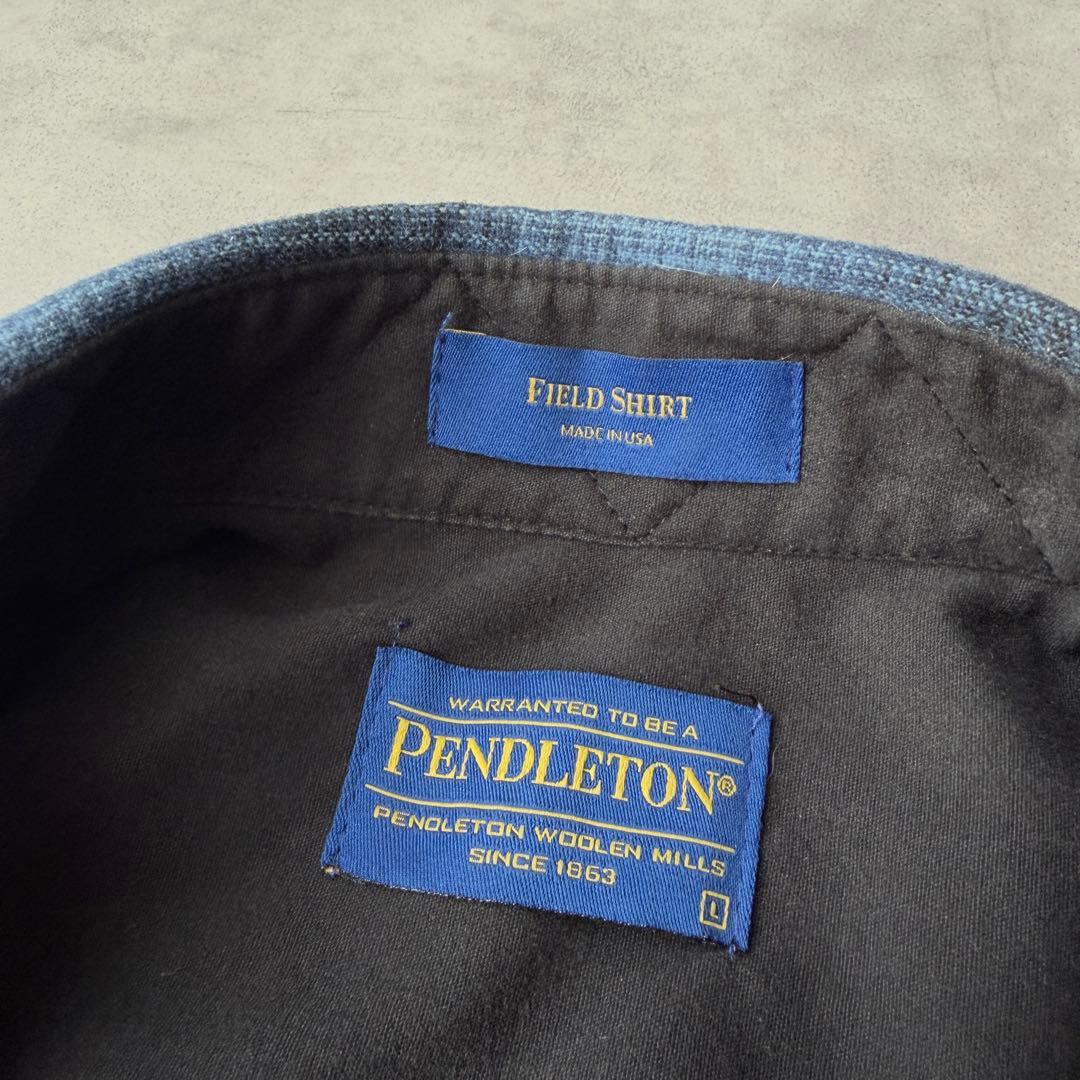 FIELD SHIRT
MADE IN USA
WARRANTED TO BE A
PENDLETON®
PENDLETON WOOLEN MILLS
SINCE 1863
L